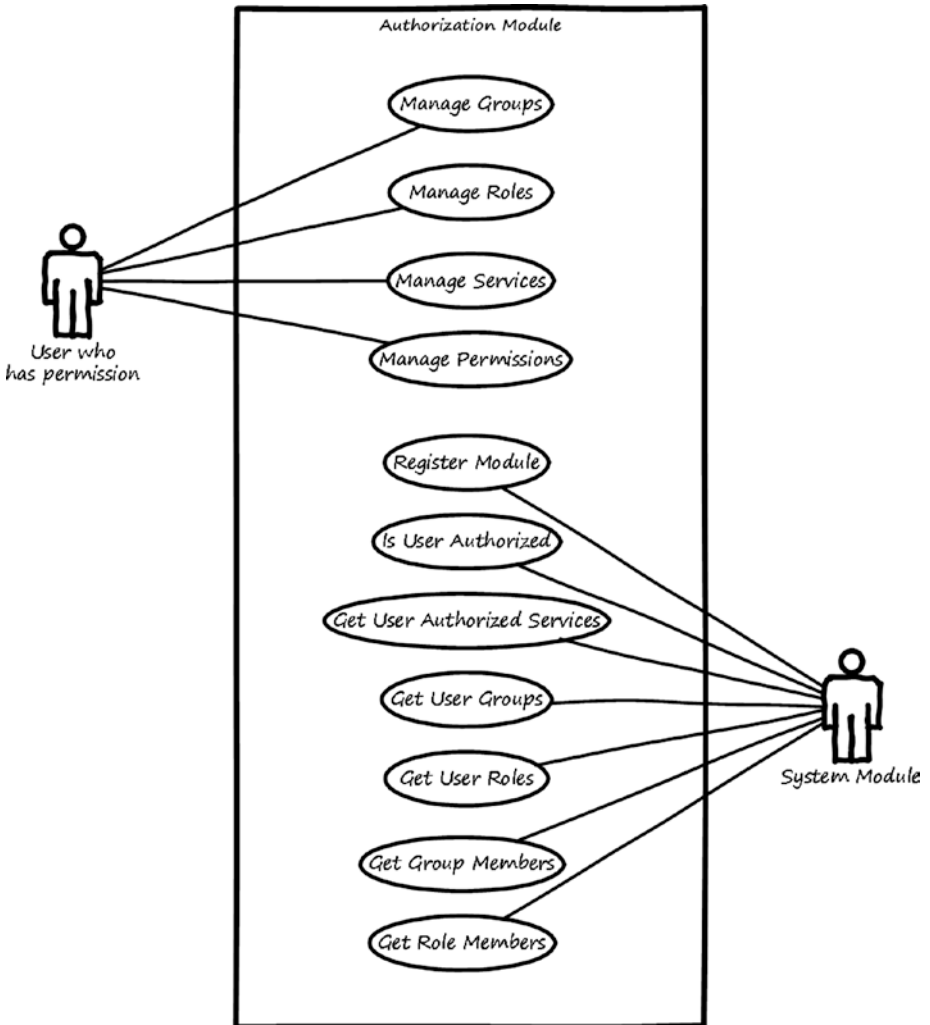 Authorization Module
Manage Groups
Manage Roles
Manage Services
User who
has permission
Manage Permissions
Register Module
Is User Authorized
Get User Authorized Services
Get User Groups
Get User Roles
System Module
Get Group Members
Get Role Members